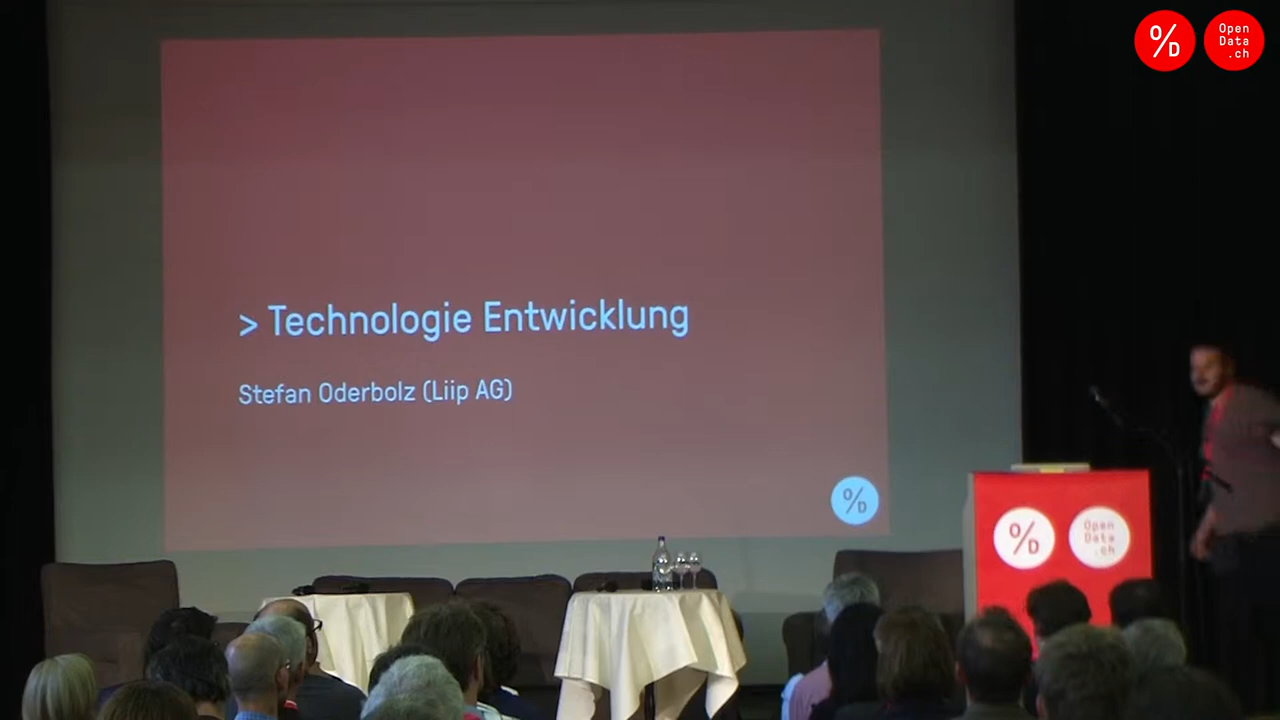 %D
Open
Data
.ch
> Technologie Entwicklung
Stefan Oderbolz (Liip AG)
%D
%D
Open
Data
.ch